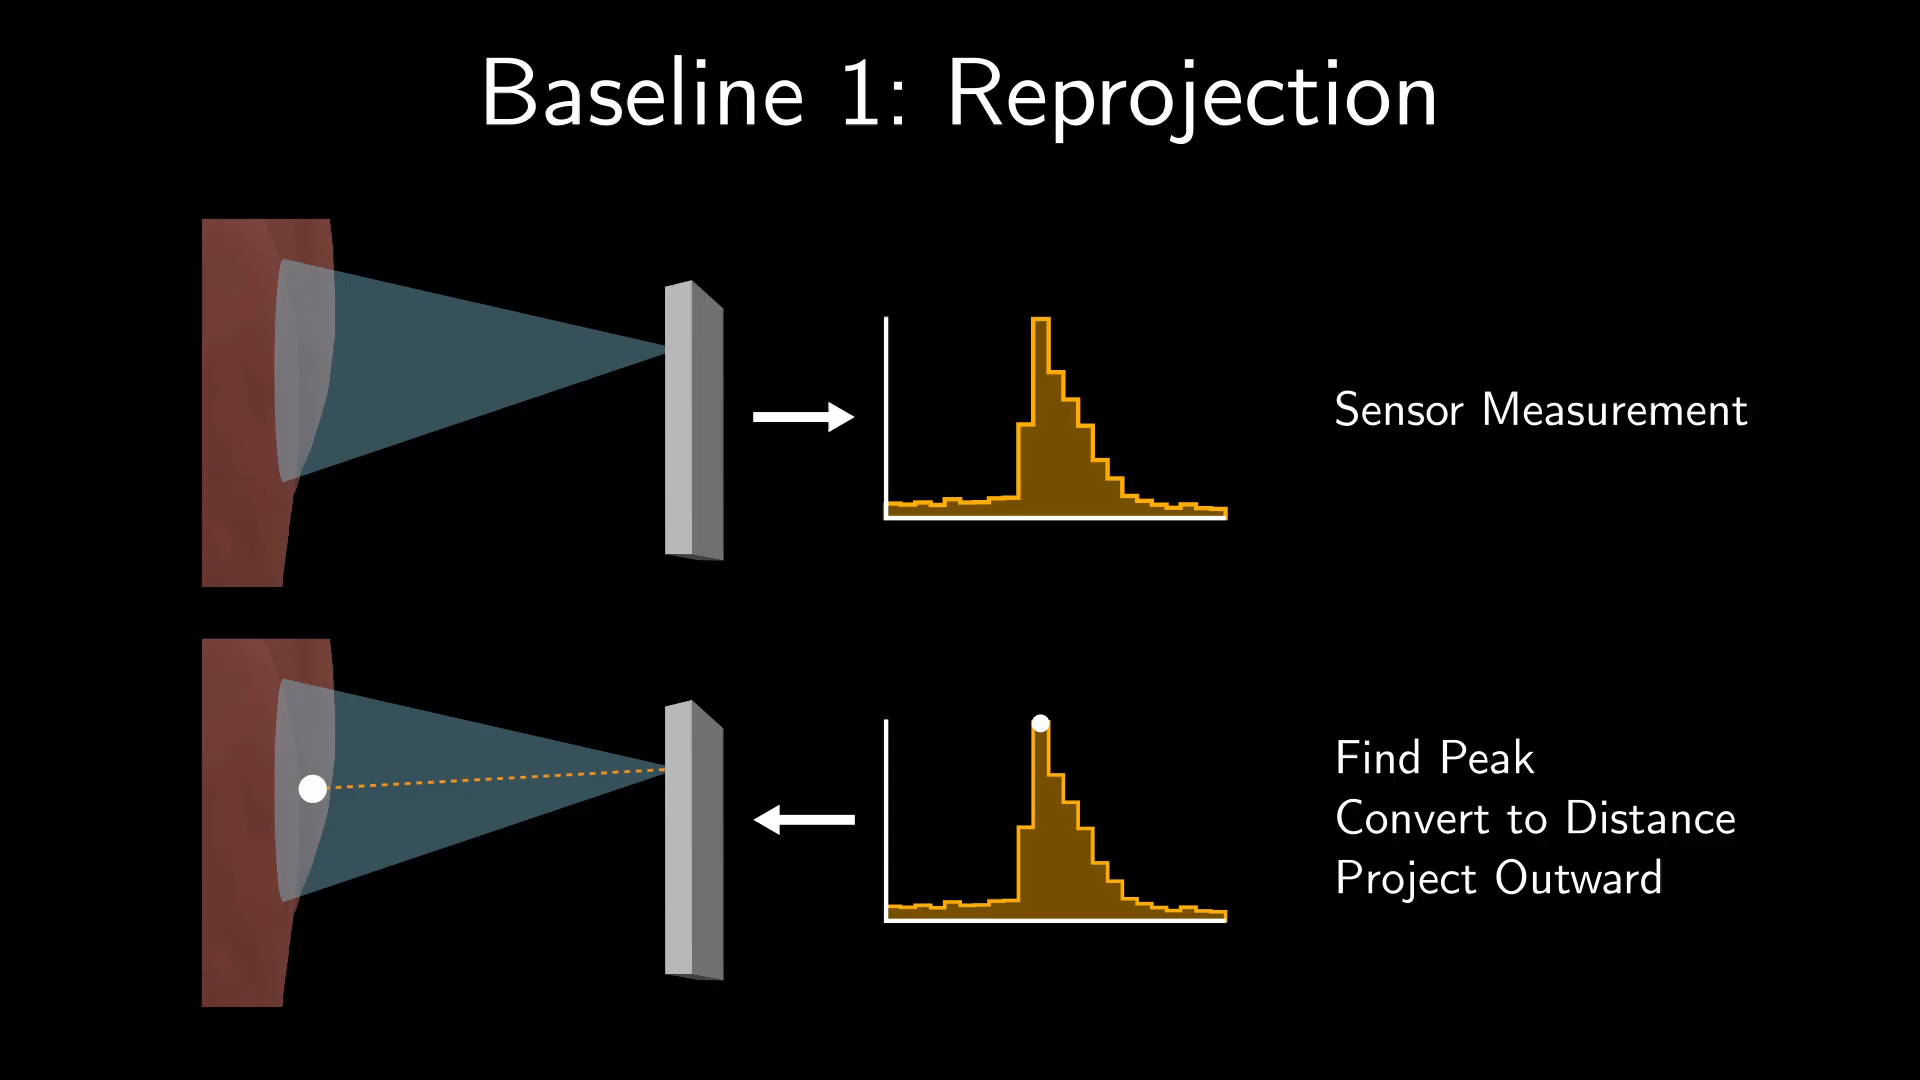 Baseline 1: Reprojection
Sensor Measurement
Find Peak
Convert to Distance
Project Outward